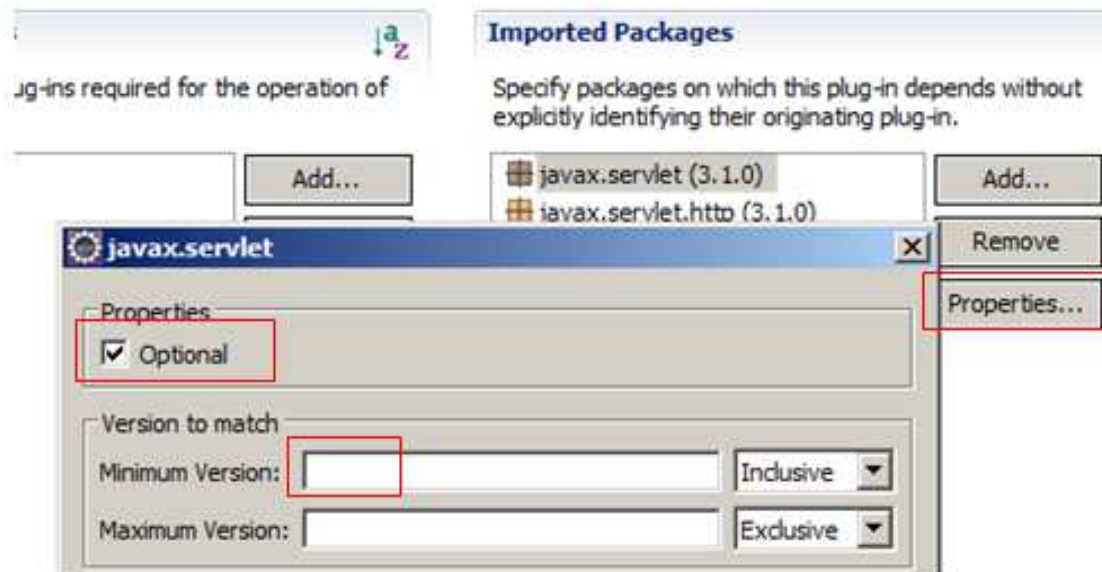 Imported Packages
ug-ins required for the operation of
Specify packages on which this plug-in depends without
explicitly identifying their originating plug-in.
Add...
javax.servlet (3.1.0)
Add...
javax.servlet.http (3.1.0)
Remove
javax.servlet
Properties...
Properties
Optional
Version to match
Minimum Version:
Inclusive
Maximum Version:
Exclusive